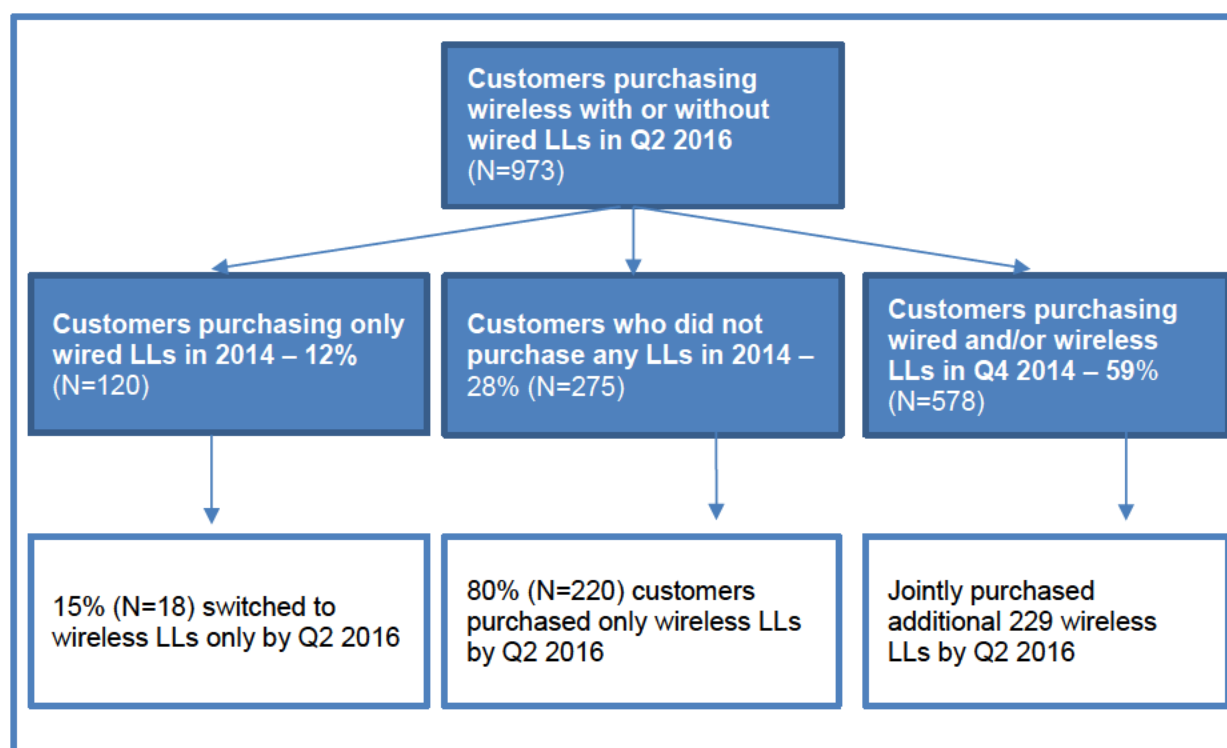 Customers purchasing
wireless with or without
wired LLs in Q2 2016
(N=973)
Customers purchasing only
wired LLs in 2014 – 12%
(N=120)
Customers who did not
purchase any LLs in 2014 –
28% (N=275)
Customers purchasing
wired and/or wireless
LLs in Q4 2014 – 59%
(N=578)
15% (N=18) switched to
wireless LLs only by Q2 2016
80% (N=220) customers
purchased only wireless LLs
by Q2 2016
Jointly purchased
additional 229 wireless
LLs by Q2 2016